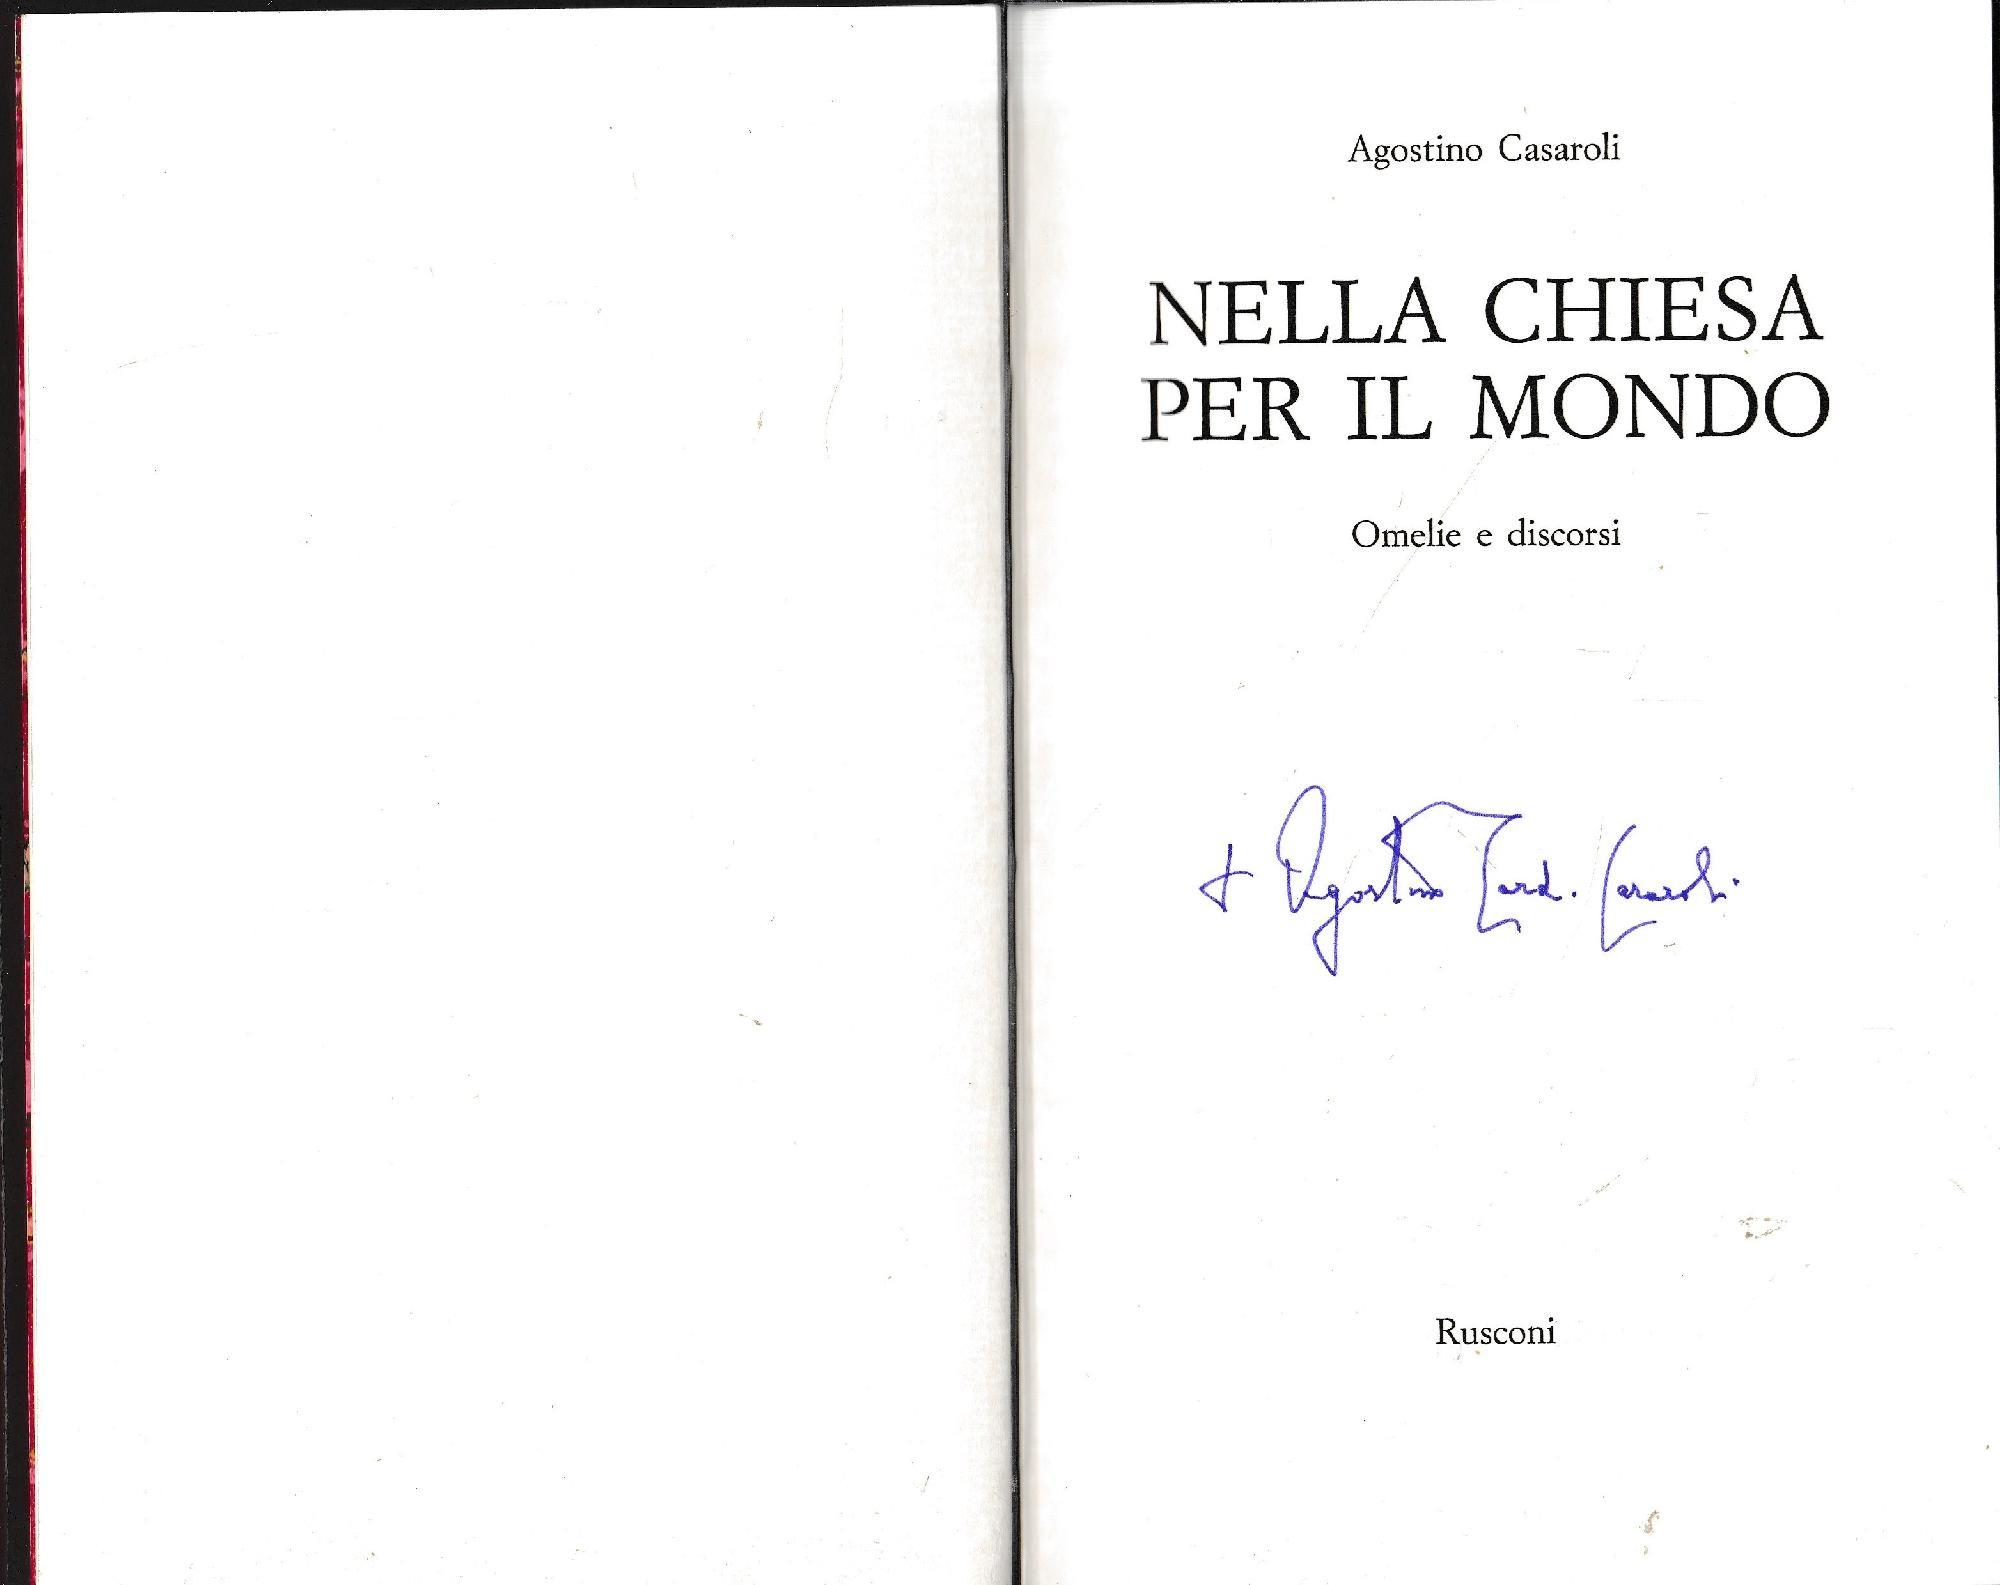 Agostino Casaroli
NELLA CHIESA
PER IL MONDO
Omelie e discorsi
+ Agostino Card. Casaroli
Rusconi